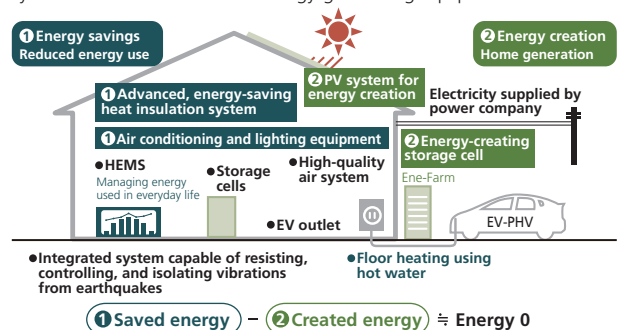 ❶Energy savings
Reduced energy use
❷Energy creation
Home generation
❷PV system for
energy creation
❶Advanced, energy-saving
heat insulation system
Electricity supplied by
power company
❶Air conditioning and lighting equipment
❷Energy-creating
storage cell
●HEMS
Managing energy
used in everyday life
●Storage
cells
●High-quality
air system
Ene-Farm
●EV outlet
EV-PHV
●Integrated system capable of resisting,
controlling, and isolating vibrations
from earthquakes
●Floor heating using
hot water
❶Saved energy − ❷Created energy ≒ Energy 0